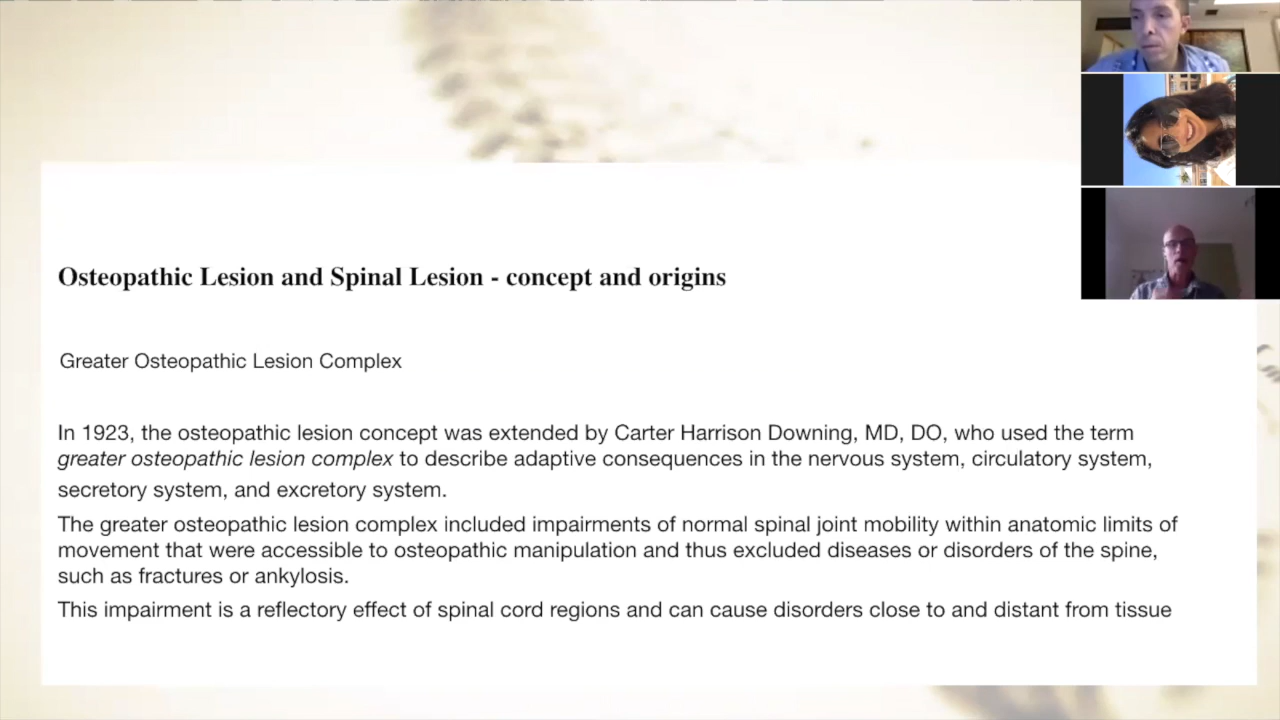 Osteopathic Lesion and Spinal Lesion - concept and origins
Greater Osteopathic Lesion Complex
In 1923, the osteopathic lesion concept was extended by Carter Harrison Downing, MD, DO, who used the term
greater osteopathic lesion complex to describe adaptive consequences in the nervous system, circulatory system,
secretory system, and excretory system.
The greater osteopathic lesion complex included impairments of normal spinal joint mobility within anatomic limits of
movement that were accessible to osteopathic manipulation and thus excluded diseases or disorders of the spine,
such as fractures or ankylosis.
This impairment is a reflectory effect of spinal cord regions and can cause disorders close to and distant from tissue